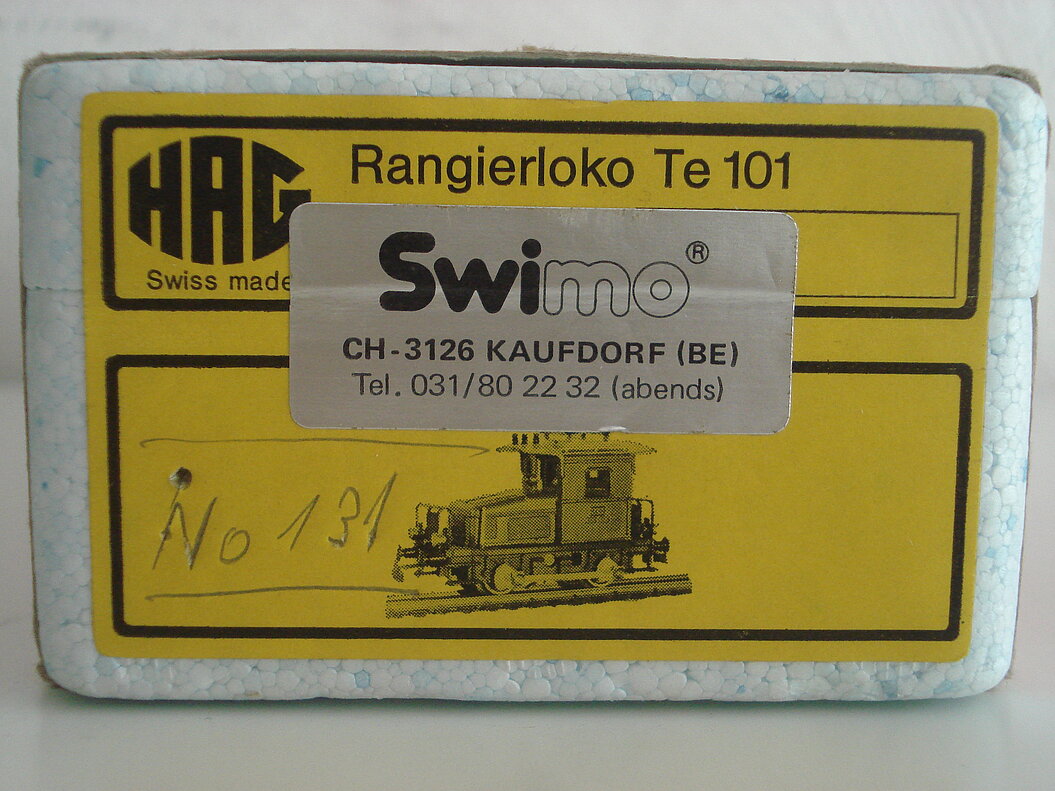 HAG
Swiss made
Rangierloko Te 101
Swimo®
CH-3126 KAUFDORF (BE)
Tel. 031/80 22 32 (abends)
No 131